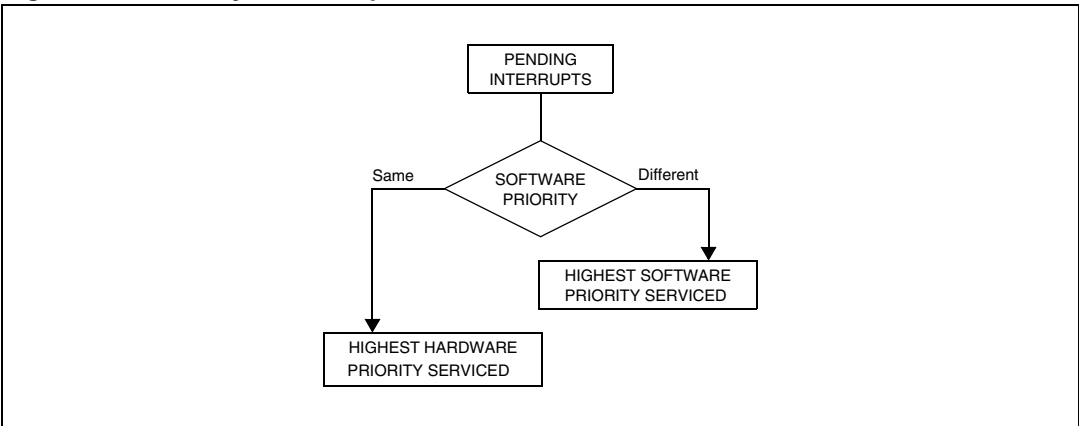 PENDING
INTERRUPTS
Same
SOFTWARE
PRIORITY
Different
HIGHEST SOFTWARE
PRIORITY SERVICED
HIGHEST HARDWARE
PRIORITY SERVICED